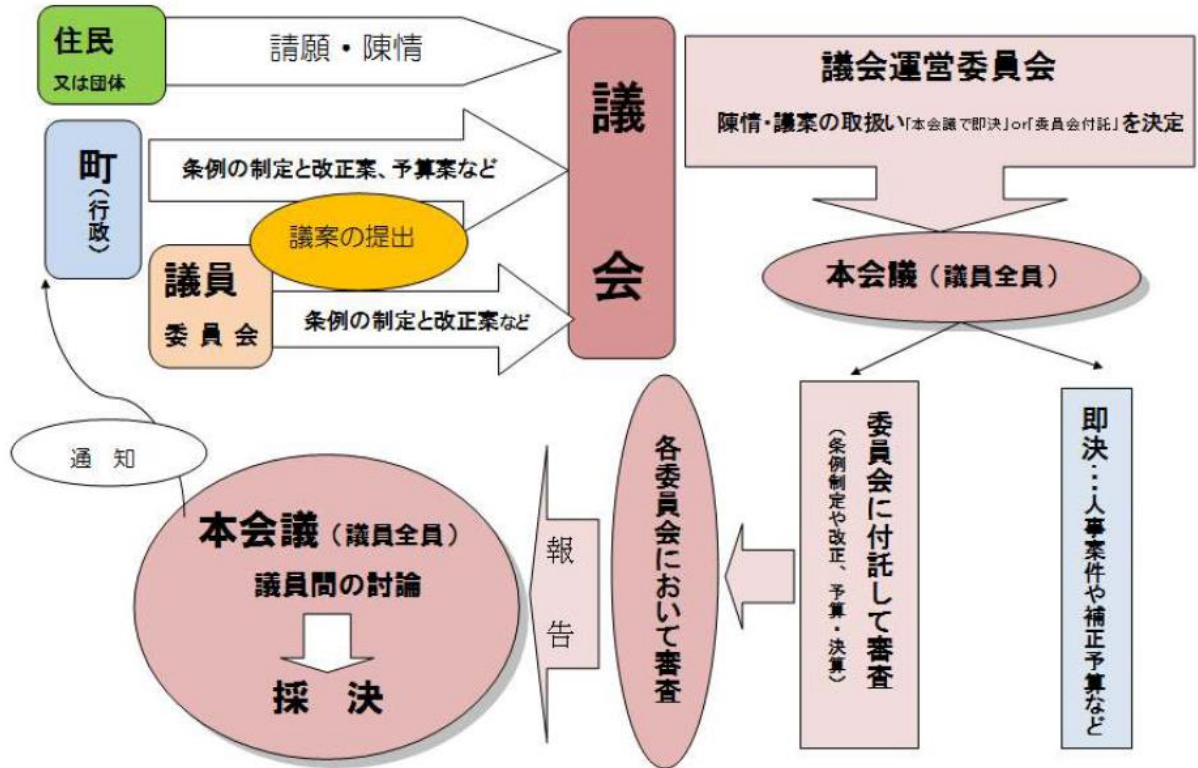 住民
又は団体
請願・陳情
町
（行政）
条例の制定と改正案、予算案など
議案の提出
議員
委員会
条例の制定と改正案など
議会
議会運営委員会
陳情・議案の取扱い「本会議で即決」or「委員会付託」を決定
本会議（議員全員）
即決…人事案件や補正予算など
委員会に付託して審査
（条例制定や改正、予算・決算）
各委員会において審査
報告
本会議（議員全員）
議員間の討論
採決
通知